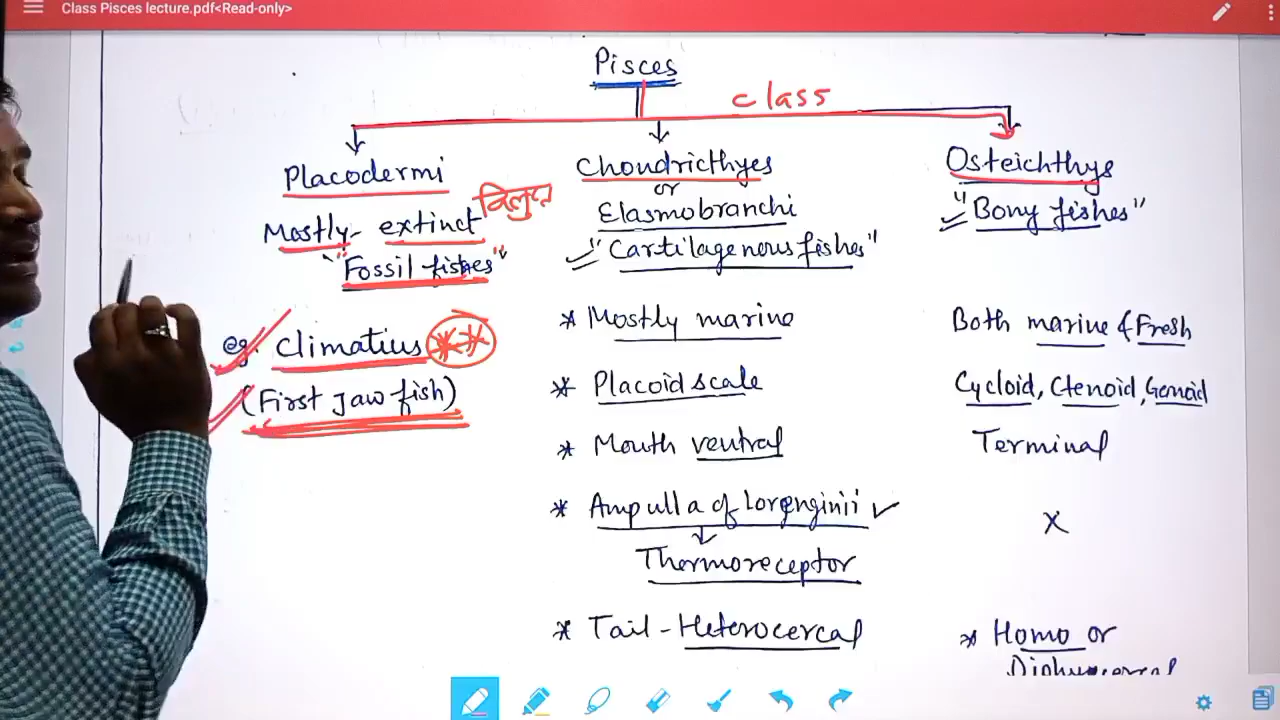 Class Pisces lecture.pdf<Read-only>
Pisces
class
Placodermi
Mostly - extinct
विलुप्त
"Fossil fishes"
eg. Climatius **
(First Jaw fish)
Chondricthyes
or
Elasmobranchi
"Cartilagenous fishes"
* Mostly marine
* Placoid scale
* Mouth ventral
* Ampulla of Lorenginii ✓
Thermoreceptor
* Tail - Heterocercal
Osteichthys
"Bony fishes"
Both marine & Fresh
Cycloid, Ctenoid, Ganoid
Terminal
X
* Homo or